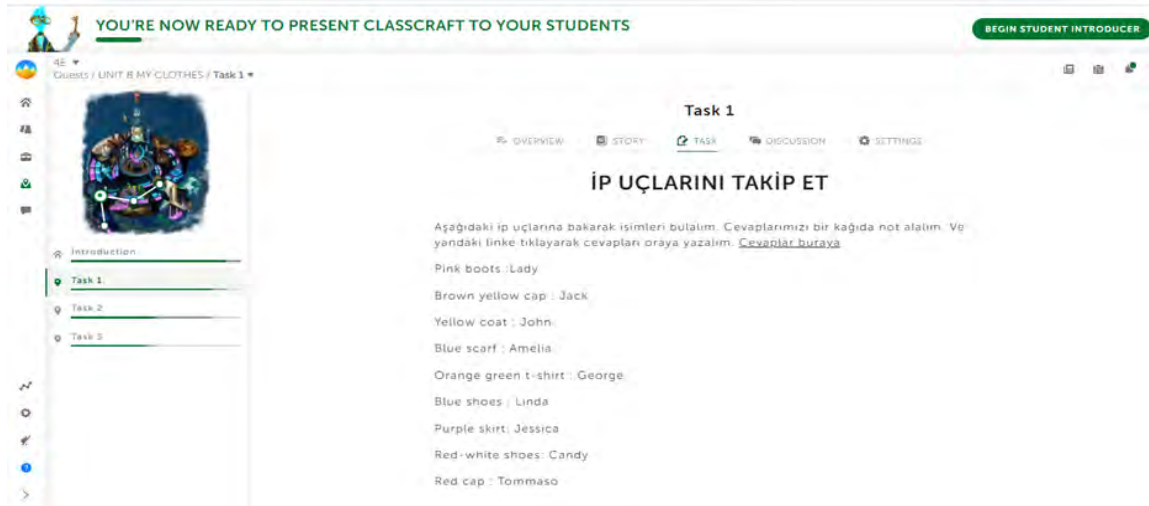 YOU'RE NOW READY TO PRESENT CLASSCRAFT TO YOUR STUDENTS
BEGIN STUDENT INTRODUCER
4E
Quests / UNIT 8 MY CLOTHES / Task 1
Task 1
OVERVIEW STORY TASK DISCUSSION SETTINGS
İP UÇLARINI TAKİP ET
Aşağıdaki ip uçlarına bakarak isimleri bulalım. Cevaplarımızı bir kağıda not alalım. Ve
yandaki linke tıklayarak cevapları oraya yazalım. Cevaplar buraya
Pink boots :Lady
Brown yellow cap : Jack
Yellow coat : John
Blue scarf : Amelia
Orange green t-shirt : George
Blue shoes : Linda
Purple skirt: Jessica
Red-white shoes: Candy
Red cap : Tommaso
Introduction
Task 1
Task 2
Task 3